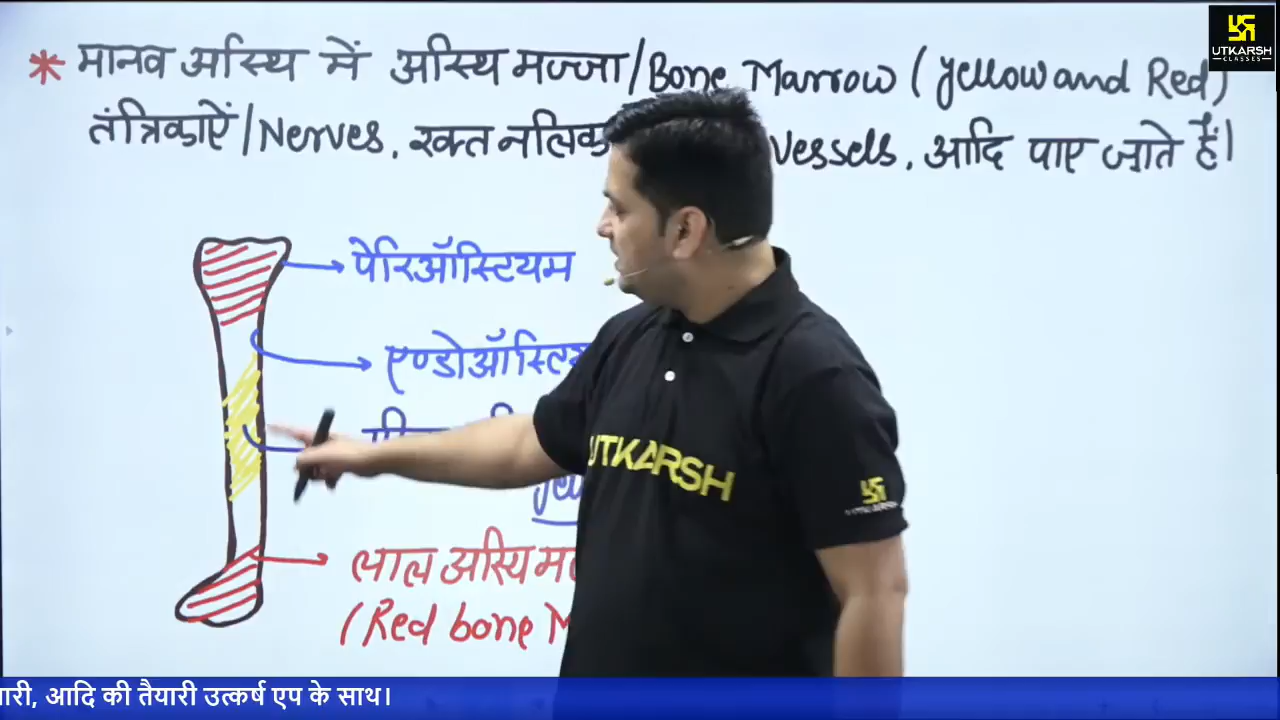 * मानव अस्थि में अस्थि मज्जा/Bone Marrow (Yellow and Red)
तंत्रिकाऐं/Nerves, रक्त नलिका Vessels, आदि पाए जाते हैं।
UTKARSH
CLASSES
पेरिऑस्टियम
एण्डोऑस्टिय
लाल अस्थि म
(Red bone M
UTKARSH
ारी, आदि की तैयारी उत्कर्ष एप के साथ।